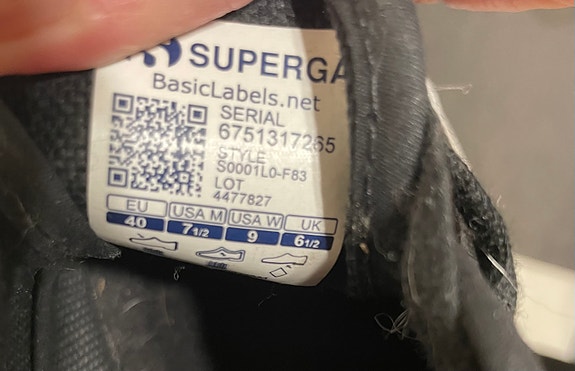 SUPERGA
BasicLabels.net
SERIAL
6751317265
STYLE
S0001L0-F83
LOT
4477827
EU USA M USA W UK
40 7 1/2 9 6 1/2